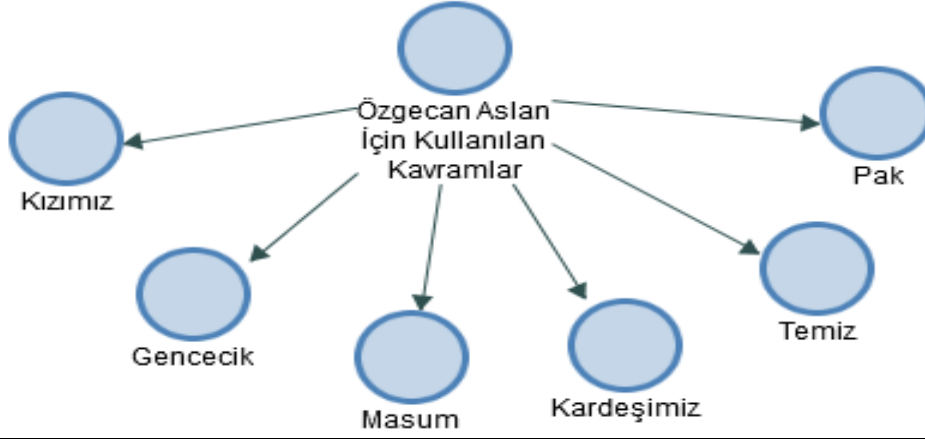 Özgecan Aslan
İçin Kullanılan
Kavramlar
Kızımız
Gencecik
Masum
Kardeşimiz
Temiz
Pak